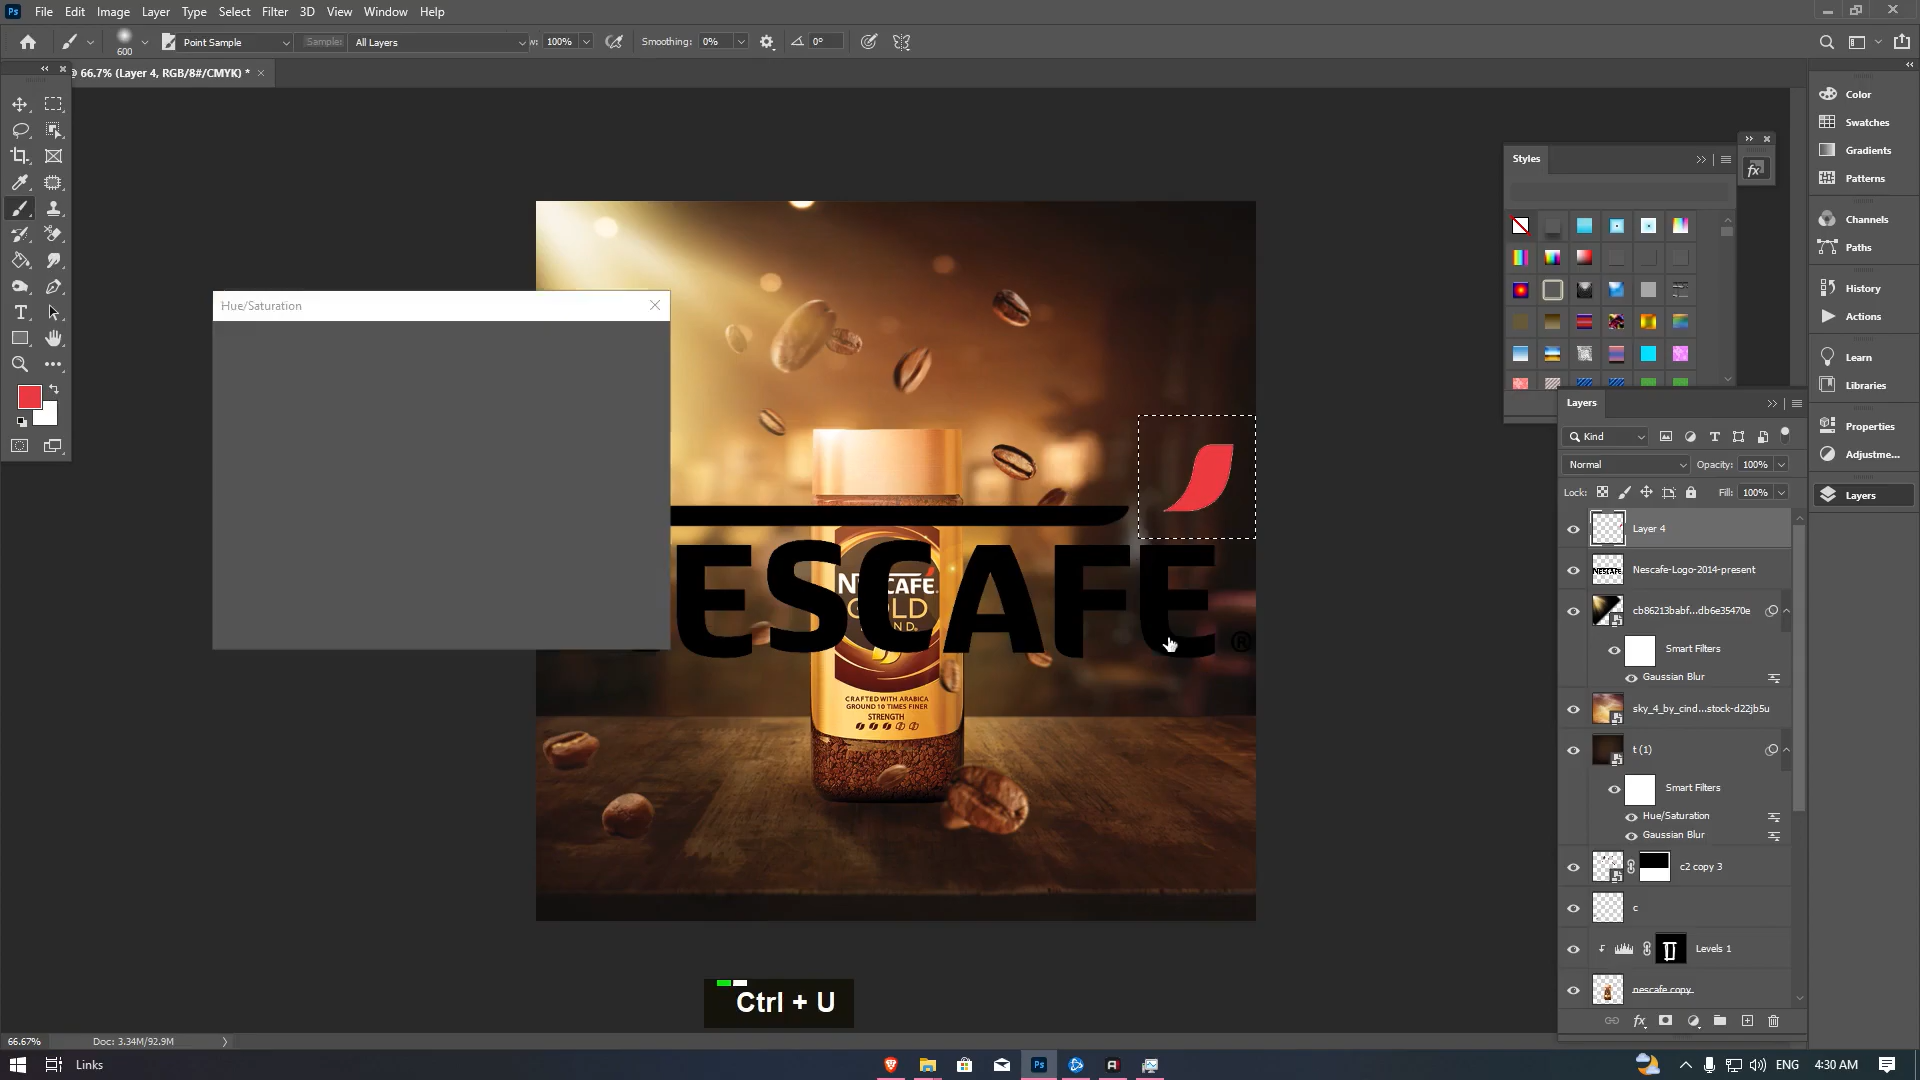 Ps File Edit Image Layer Type Select Filter 3D View Window Help
600 Point Sample Sample: All Layers 100% Smoothing: 0% 0°
@ 66.7% (Layer 4, RGB/8#/CMYK) *
Color
Swatches
Gradients
Patterns
Channels
Paths
History
Actions
Learn
Libraries
Properties
Adjustme...
Layers
Styles
fx
Hue/Saturation
ESCAFE®
NESCAFÉ
GOLD
CRAFTED WITH ARABICA
GROUND 10 TIMES FINER
STRENGTH
Layers
Kind
Normal Opacity: 100%
Lock: Fill: 100%
Layer 4
Nescafe-Logo-2014-present
cb86213babf...db6e35470e
Smart Filters
Gaussian Blur
sky_4_by_cind...stock-d22jb5u
t (1)
Smart Filters
Hue/Saturation
Gaussian Blur
c2 copy 3
c
Levels 1
nescafe copy
fx
Ctrl + U
66.67% Doc: 3.34M/92.9M
Links
Ps
ENG 4:30 AM